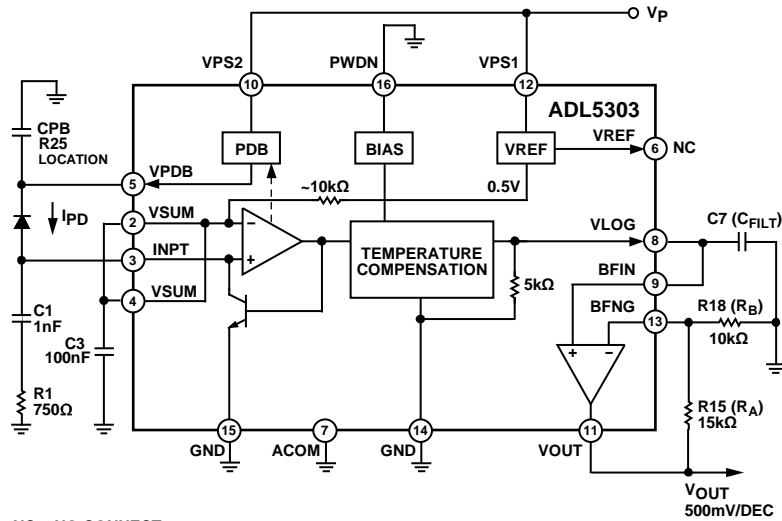 VP
VPS2
PWDN
VPS1
10
16
12
ADL5303
CPB
R25
LOCATION
PDB
BIAS
VREF
VREF
6
NC
VPDB
5
~10kΩ
0.5V
IPD
2
VSUM
−
3
INPT
+
4
VSUM
TEMPERATURE
COMPENSATION
VLOG
8
C7 (CFILT)
5kΩ
BFIN
9
BFNG
13
R18 (RB)
10kΩ
C1
1nF
C3
100nF
+
−
R1
750Ω
R15 (RA)
15kΩ
15
7
14
11
GND
ACOM
GND
VOUT
VOUT
500mV/DEC